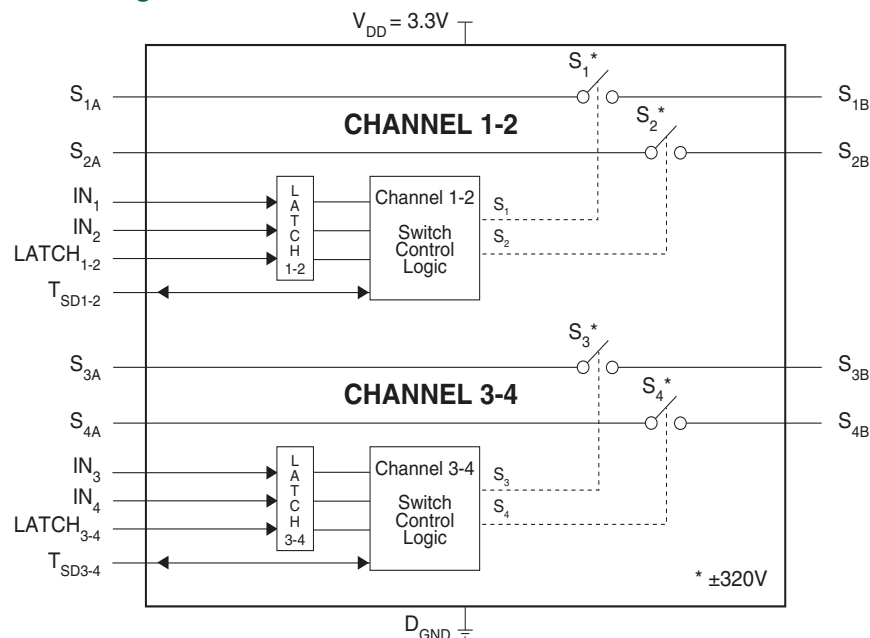 V_DD = 3.3V
S_1A
S_1*
S_1B
CHANNEL 1-2
S_2A
S_2*
S_2B
IN_1
IN_2
LATCH_1-2
T_SD1-2
LATCH
1-2
Channel 1-2
Switch
Control
Logic
S_1
S_2
S_3A
S_3*
S_3B
CHANNEL 3-4
S_4A
S_4*
S_4B
IN_3
IN_4
LATCH_3-4
T_SD3-4
LATCH
3-4
Channel 3-4
Switch
Control
Logic
S_3
S_4
* ±320V
D_GND